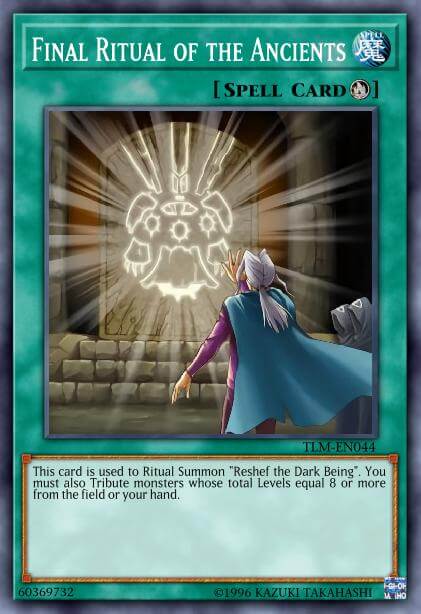 FINAL RITUAL OF THE ANCIENTS
SPELL
魔
[SPELL CARD]
TLM-EN044
This card is used to Ritual Summon "Reshef the Dark Being". You
must also Tribute monsters whose total Levels equal 8 or more
from the field or your hand.
60369732
©1996 KAZUKI TAKAHASHI